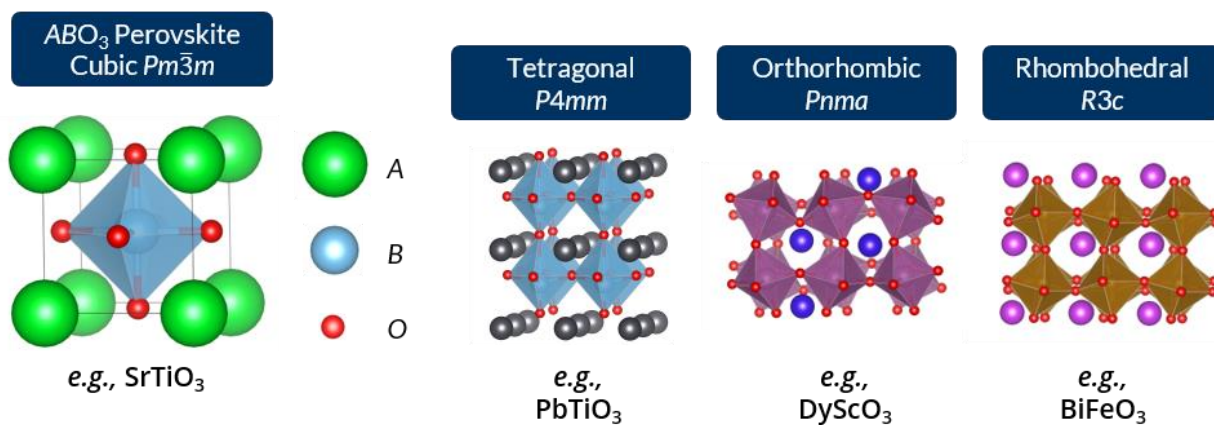 ABO₃ Perovskite
Cubic Pm3̅m
A
B
O
e.g., SrTiO₃
Tetragonal
P4mm
e.g.,
PbTiO₃
Orthorhombic
Pnma
e.g.,
DyScO₃
Rhombohedral
R3c
e.g.,
BiFeO₃